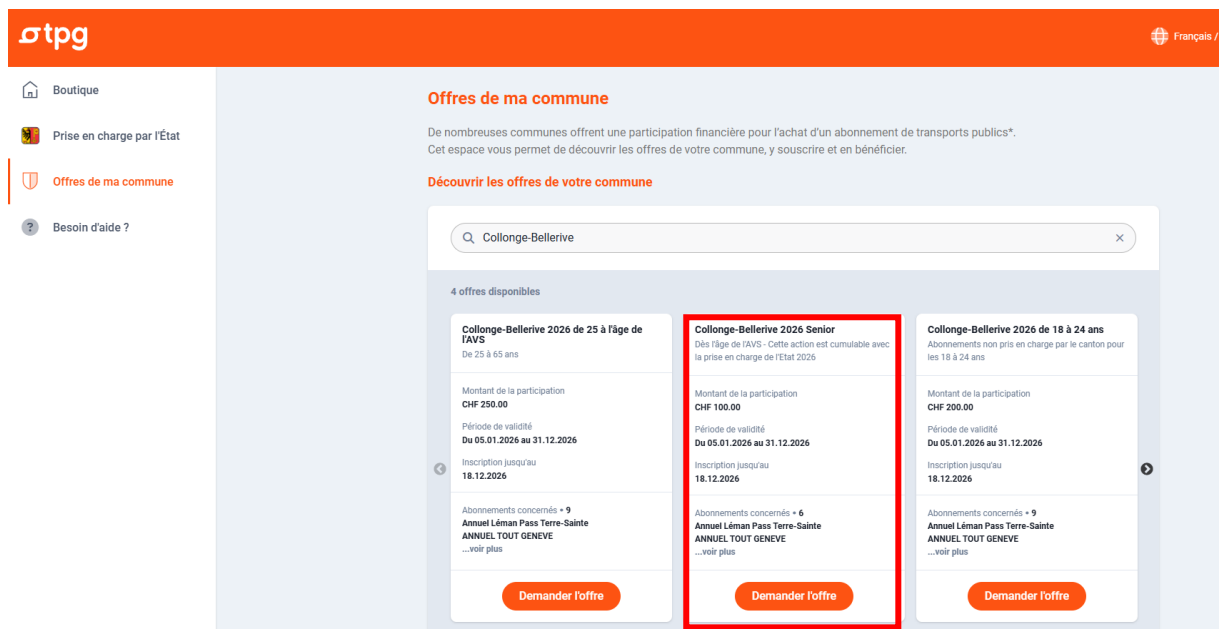 tpg
Français /
Boutique
Prise en charge par l'État
Offres de ma commune
? Besoin d'aide ?
Offres de ma commune
De nombreuses communes offrent une participation financière pour l'achat d'un abonnement de transports publics*.
Cet espace vous permet de découvrir les offres de votre commune, y souscrire et en bénéficier.
Découvrir les offres de votre commune
Collonge-Bellerive
4 offres disponibles
Collonge-Bellerive 2026 de 25 à l'âge de
l'AVS
De 25 à 65 ans
Montant de la participation
CHF 250.00
Période de validité
Du 05.01.2026 au 31.12.2026
Inscription jusqu'au
18.12.2026
Abonnements concernés • 9
Annuel Léman Pass Terre-Sainte
ANNUEL TOUT GENEVE
...voir plus
Demander l'offre
Collonge-Bellerive 2026 Senior
Dès l'âge de l'AVS - Cette action est cumulable avec
la prise en charge de l'Etat 2026
Montant de la participation
CHF 100.00
Période de validité
Du 05.01.2026 au 31.12.2026
Inscription jusqu'au
18.12.2026
Abonnements concernés • 6
Annuel Léman Pass Terre-Sainte
ANNUEL TOUT GENEVE
...voir plus
Demander l'offre
Collonge-Bellerive 2026 de 18 à 24 ans
Abonnements non pris en charge par le canton pour
les 18 à 24 ans
Montant de la participation
CHF 200.00
Période de validité
Du 05.01.2026 au 31.12.2026
Inscription jusqu'au
18.12.2026
Abonnements concernés • 9
Annuel Léman Pass Terre-Sainte
ANNUEL TOUT GENEVE
...voir plus
Demander l'offre